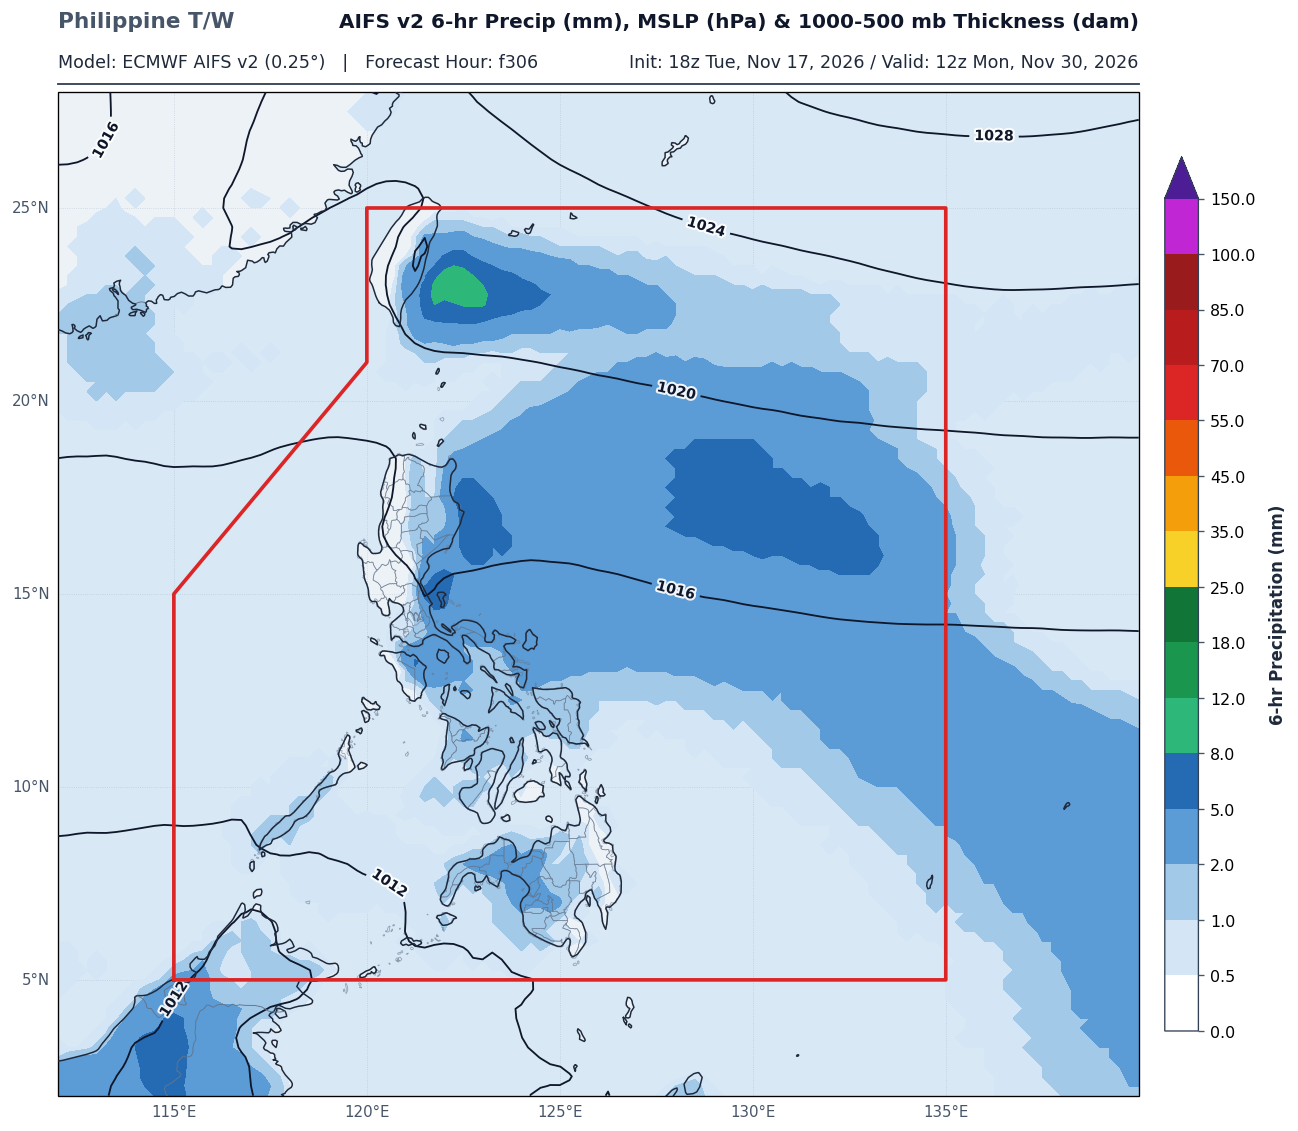 Philippine T/W
AIFS v2 6-hr Precip (mm), MSLP (hPa) & 1000-500 mb Thickness (dam)
Model: ECMWF AIFS v2 (0.25°) | Forecast Hour: f306
Init: 18z Tue, Nov 17, 2026 / Valid: 12z Mon, Nov 30, 2026
1016
1028
1024
1020
1016
1012
1012
25°N
20°N
15°N
10°N
5°N
115°E
120°E
125°E
130°E
135°E
150.0
100.0
85.0
70.0
55.0
45.0
35.0
25.0
18.0
12.0
8.0
5.0
2.0
1.0
0.5
0.0
6-hr Precipitation (mm)